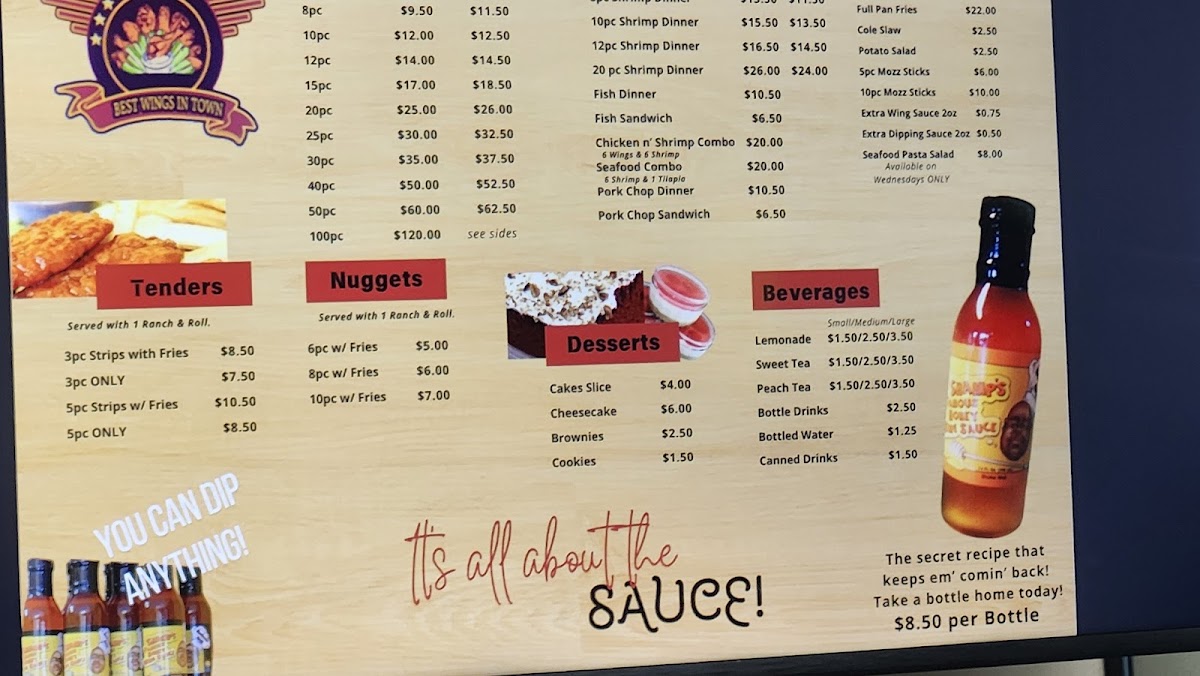 BEST WINGS IN TOWN
8pc $9.50 $11.50
10pc $12.00 $12.50
12pc $14.00 $14.50
15pc $17.00 $18.50
20pc $25.00 $26.00
25pc $30.00 $32.50
30pc $35.00 $37.50
40pc $50.00 $52.50
50pc $60.00 $62.50
100pc $120.00 see sides
Shrimp Dinner
10pc Shrimp Dinner $15.50 $13.50
12pc Shrimp Dinner $16.50 $14.50
20 pc Shrimp Dinner $26.00 $24.00
Fish Dinner $10.50
Fish Sandwich $6.50
Chicken n' Shrimp Combo $20.00
6 Wings & 6 Shrimp
Seafood Combo $20.00
6 Shrimp & 1 Tilapia
Pork Chop Dinner $10.50
Pork Chop Sandwich $6.50
Full Pan Fries $22.00
Cole Slaw $2.50
Potato Salad $2.50
5pc Mozz Sticks $6.00
10pc Mozz Sticks $10.00
Extra Wing Sauce 2oz $0.75
Extra Dipping Sauce 2oz $0.50
Seafood Pasta Salad $8.00
Available on
Wednesdays ONLY
Tenders
Served with 1 Ranch & Roll.
3pc Strips with Fries $8.50
3pc ONLY $7.50
5pc Strips w/ Fries $10.50
5pc ONLY $8.50
Nuggets
Served with 1 Ranch & Roll.
6pc w/ Fries $5.00
8pc w/ Fries $6.00
10pc w/ Fries $7.00
Desserts
Cakes Slice $4.00
Cheesecake $6.00
Brownies $2.50
Cookies $1.50
Beverages
Small/Medium/Large
Lemonade $1.50/2.50/3.50
Sweet Tea $1.50/2.50/3.50
Peach Tea $1.50/2.50/3.50
Bottle Drinks $2.50
Bottled Water $1.25
Canned Drinks $1.50
YOU CAN DIP
ANYTHING!
It's all about the
SAUCE!
SAUCE
The secret recipe that
keeps em' comin' back!
Take a bottle home today!
$8.50 per Bottle